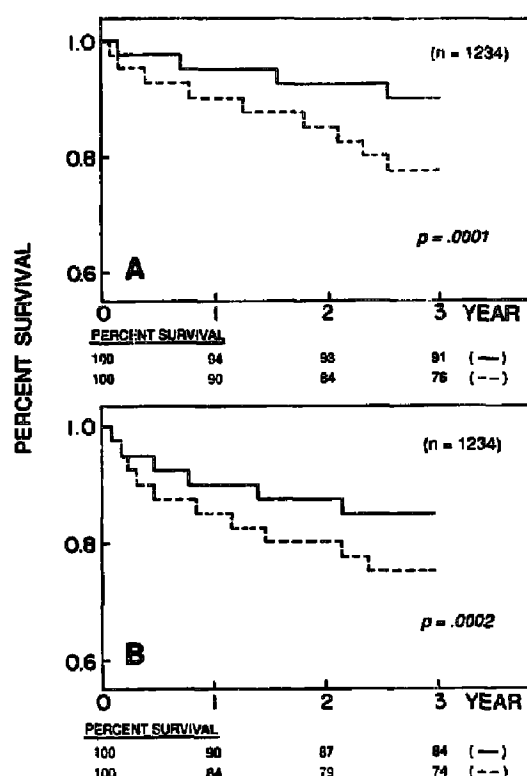 PERCENT SURVIVAL
1.0
(n = 1234)
0.8
p = .0001
0.6
A
0 1 2 3 YEAR
PERCENT SURVIVAL
100 94 93 91 (—)
100 90 84 76 (--)
1.0
(n = 1234)
0.8
p = .0002
0.6
B
0 1 2 3 YEAR
PERCENT SURVIVAL
100 90 87 84 (—)
100 84 79 74 (--)